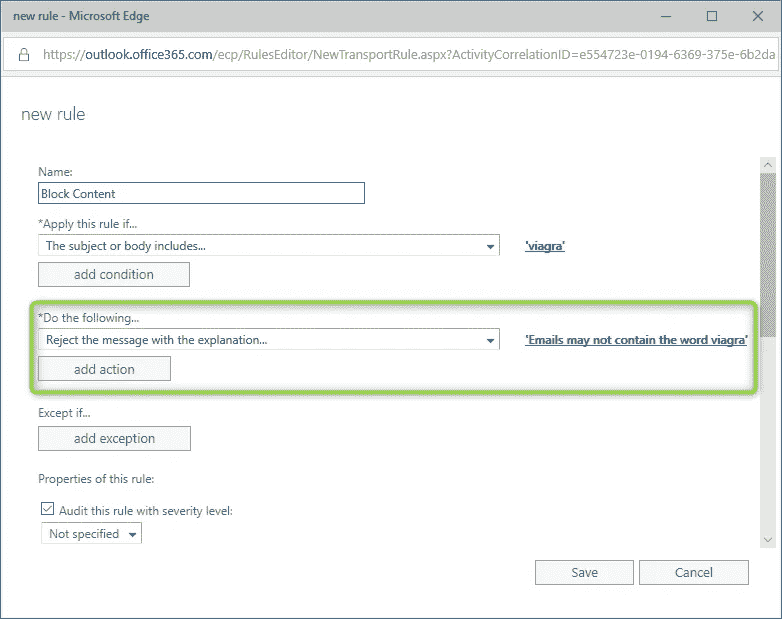 new rule - Microsoft Edge
https://outlook.office365.com/ecp/RulesEditor/NewTransportRule.aspx?ActivityCorrelationID=e554723e-0194-6369-375e-6b2da
new rule
Name:
Block Content
*Apply this rule if...
The subject or body includes... 'viagra'
add condition
*Do the following...
Reject the message with the explanation... 'Emails may not contain the word viagra'
add action
Except if...
add exception
Properties of this rule:
Audit this rule with severity level:
Not specified
Save Cancel